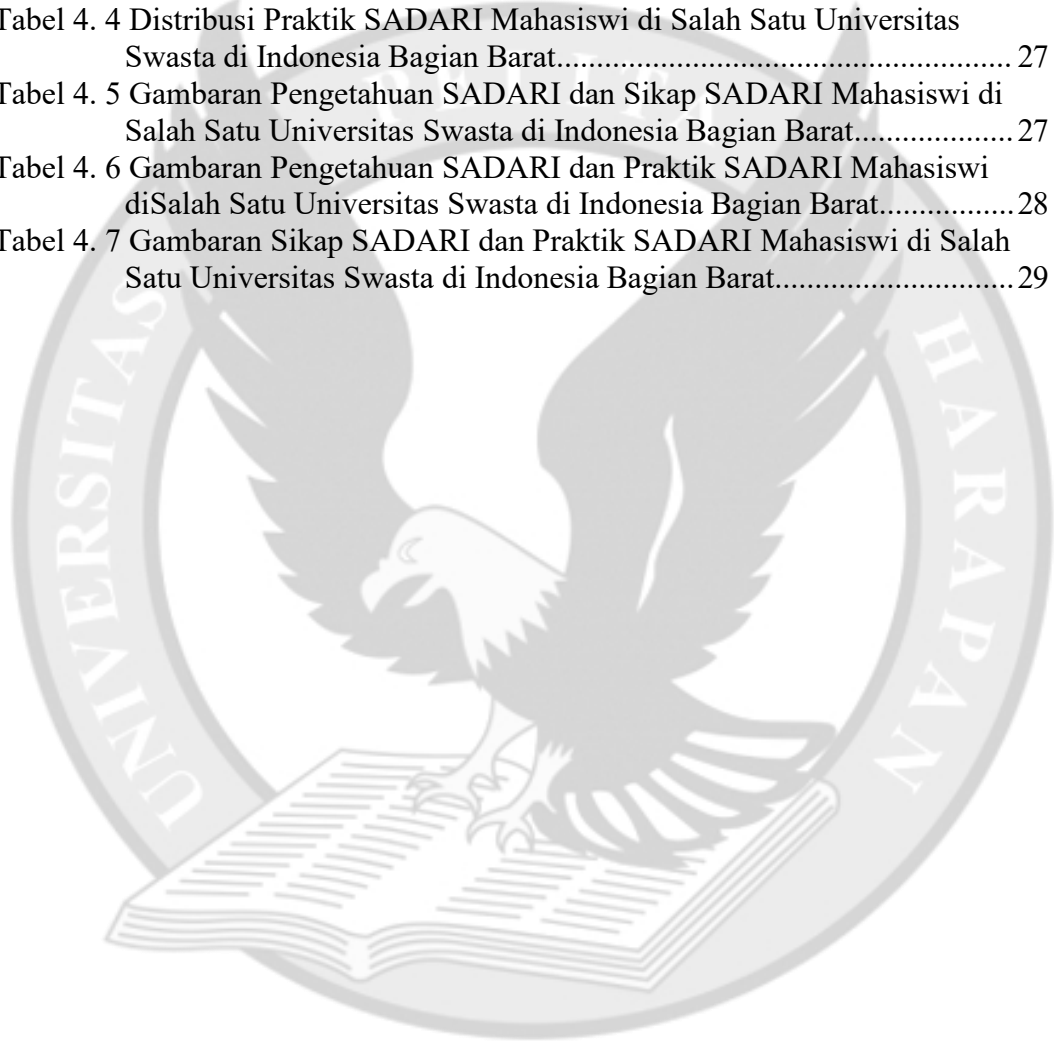 Tabel 4. 4 Distribusi Praktik SADARI Mahasiswi di Salah Satu Universitas
Swasta di Indonesia Bagian Barat.......................................................... 27
Tabel 4. 5 Gambaran Pengetahuan SADARI dan Sikap SADARI Mahasiswi di
Salah Satu Universitas Swasta di Indonesia Bagian Barat.................... 27
Tabel 4. 6 Gambaran Pengetahuan SADARI dan Praktik SADARI Mahasiswi
diSalah Satu Universitas Swasta di Indonesia Bagian Barat................. 28
Tabel 4. 7 Gambaran Sikap SADARI dan Praktik SADARI Mahasiswi di Salah
Satu Universitas Swasta di Indonesia Bagian Barat.............................. 29
UNIVERSITAS PELITA HARAPAN